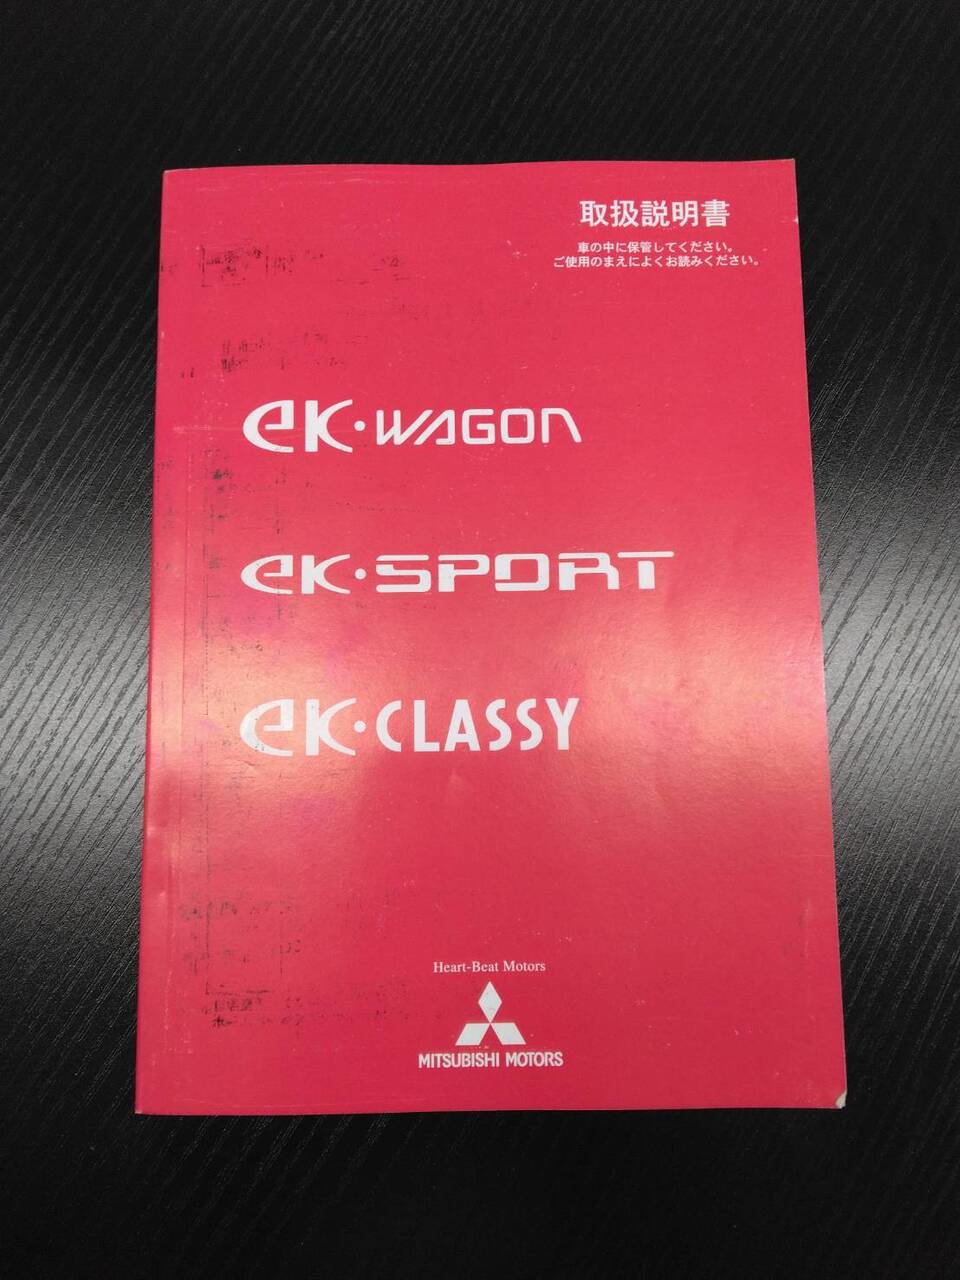 取扱説明書
車の中に保管してください。
ご使用のまえによくお読みください。
eK・WAGON
eK・SPORT
eK・CLASSY
Heart-Beat Motors
MITSUBISHI MOTORS